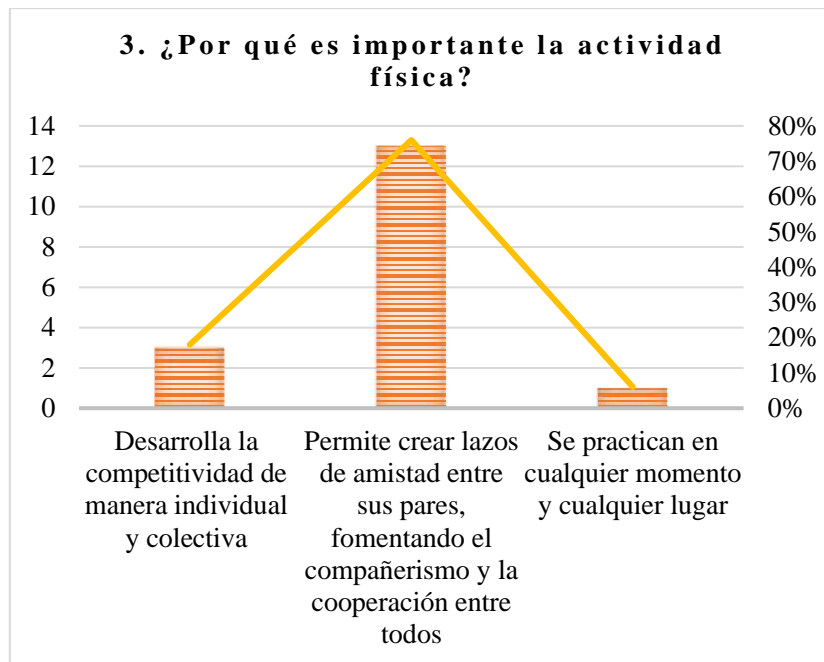 3. ¿Por qué es importante la actividad
física?
14
12
10
8
6
4
2
0
80%
70%
60%
50%
40%
30%
20%
10%
0%
Desarrolla la
competitividad de
manera individual
y colectiva
Permite crear lazos
de amistad entre
sus pares,
fomentando el
compañerismo y la
cooperación entre
todos
Se practican en
cualquier momento
y cualquier lugar